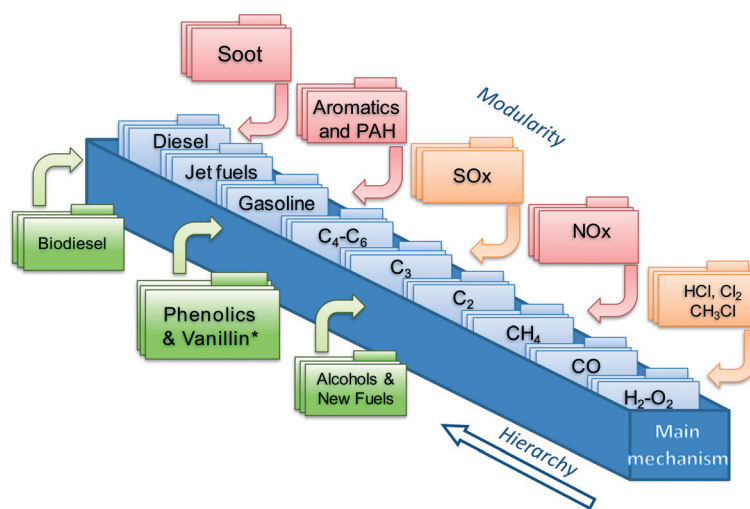 Soot
Aromatics
and PAH
Modularity
SOx
NOx
HCl, Cl₂
CH₃Cl
Diesel
Jet fuels
Gasoline
C₄-C₆
C₃
C₂
CH₄
CO
H₂-O₂
Biodiesel
Phenolics
& Vanillin*
Alcohols &
New Fuels
Hierarchy
Main
mechanism